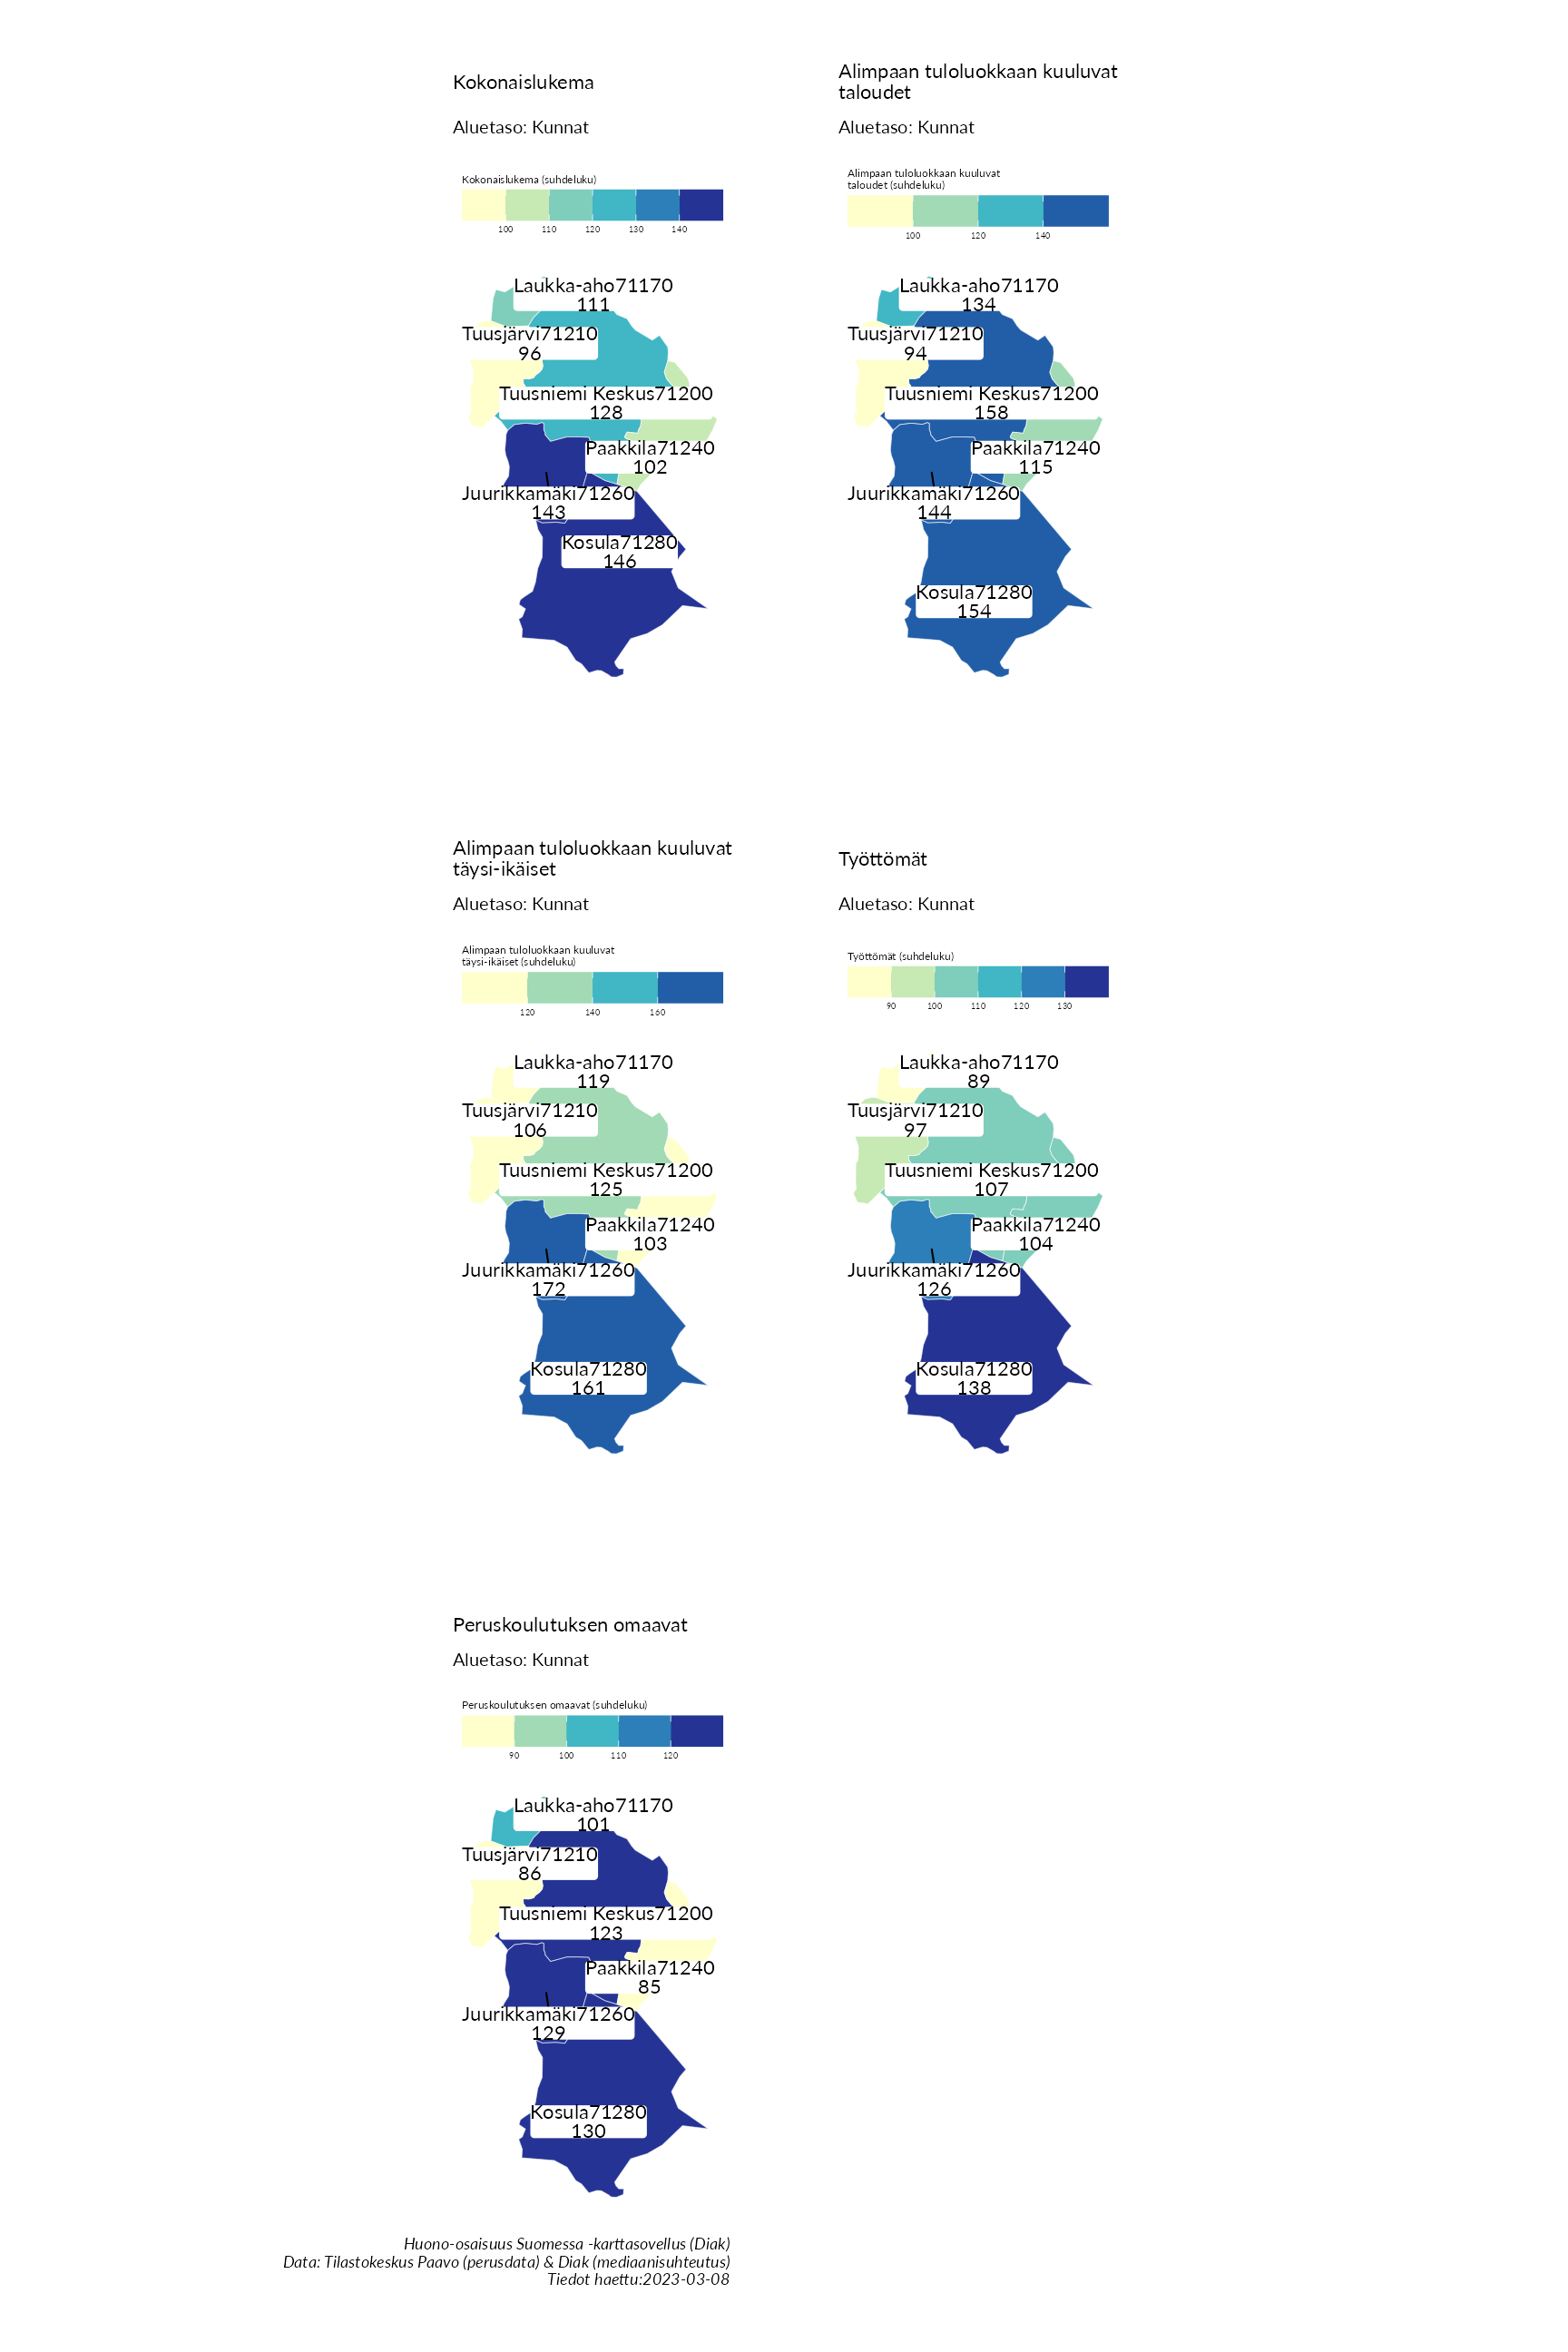 Kokonaislukema
Aluetaso: Kunnat
Kokonaislukema (suhdeluku)
100 110 120 130 140
Laukka-aho71170
111
Tuusjärvi71210
96
Tuusniemi Keskus71200
128
Paakkila71240
102
Juurikkamäki71260
143
Kosula71280
146
Alimpaan tuloluokkaan kuuluvat
taloudet
Aluetaso: Kunnat
Alimpaan tuloluokkaan kuuluvat
taloudet (suhdeluku)
100 120 140
Laukka-aho71170
134
Tuusjärvi71210
94
Tuusniemi Keskus71200
158
Paakkila71240
115
Juurikkamäki71260
144
Kosula71280
154
Alimpaan tuloluokkaan kuuluvat
täysi-ikäiset
Aluetaso: Kunnat
Alimpaan tuloluokkaan kuuluvat
täysi-ikäiset (suhdeluku)
120 140 160
Laukka-aho71170
119
Tuusjärvi71210
106
Tuusniemi Keskus71200
125
Paakkila71240
103
Juurikkamäki71260
172
Kosula71280
161
Työttömät
Aluetaso: Kunnat
Työttömät (suhdeluku)
90 100 110 120 130
Laukka-aho71170
89
Tuusjärvi71210
97
Tuusniemi Keskus71200
107
Paakkila71240
104
Juurikkamäki71260
126
Kosula71280
138
Peruskoulutuksen omaavat
Aluetaso: Kunnat
Peruskoulutuksen omaavat (suhdeluku)
90 100 110 120
Laukka-aho71170
101
Tuusjärvi71210
86
Tuusniemi Keskus71200
123
Paakkila71240
85
Juurikkamäki71260
129
Kosula71280
130
Huono-osaisuus Suomessa -karttasovellus (Diak)
Data: Tilastokeskus Paavo (perusdata) & Diak (mediaanisuhteutus)
Tiedot haettu:2023-03-08